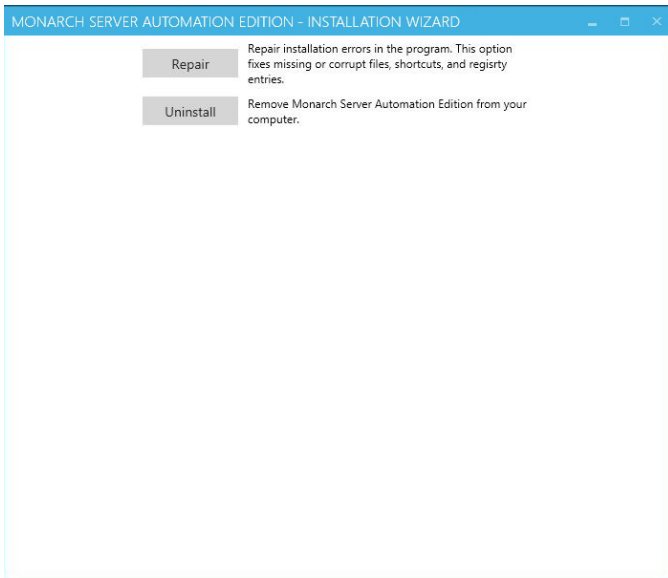 MONARCH SERVER AUTOMATION EDITION - INSTALLATION WIZARD
Repair
Repair installation errors in the program. This option
fixes missing or corrupt files, shortcuts, and regisrty
entries.
Uninstall
Remove Monarch Server Automation Edition from your
computer.